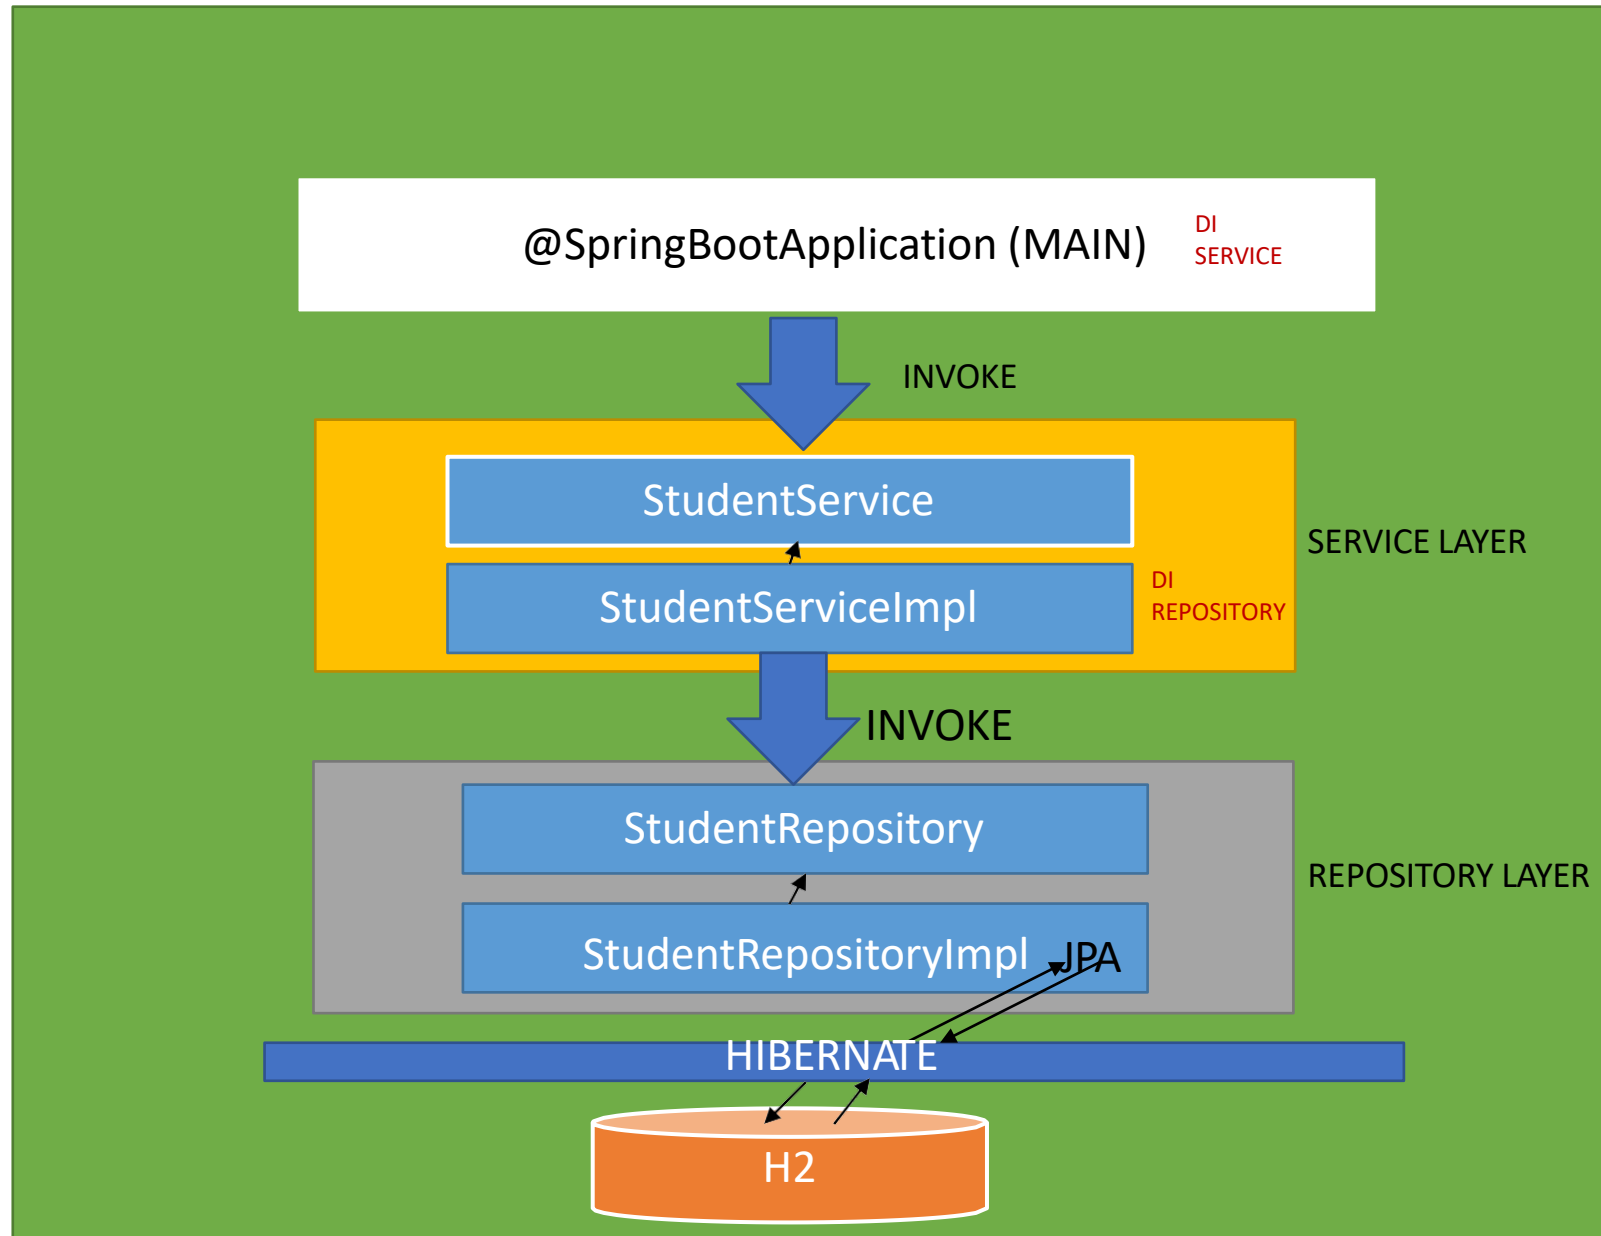 @SpringBootApplication (MAIN)
DI
SERVICE
INVOKE
StudentService
SERVICE LAYER
StudentServiceImpl
DI
REPOSITORY
INVOKE
StudentRepository
REPOSITORY LAYER
StudentRepositoryImpl
JPA
HIBERNATE
H2